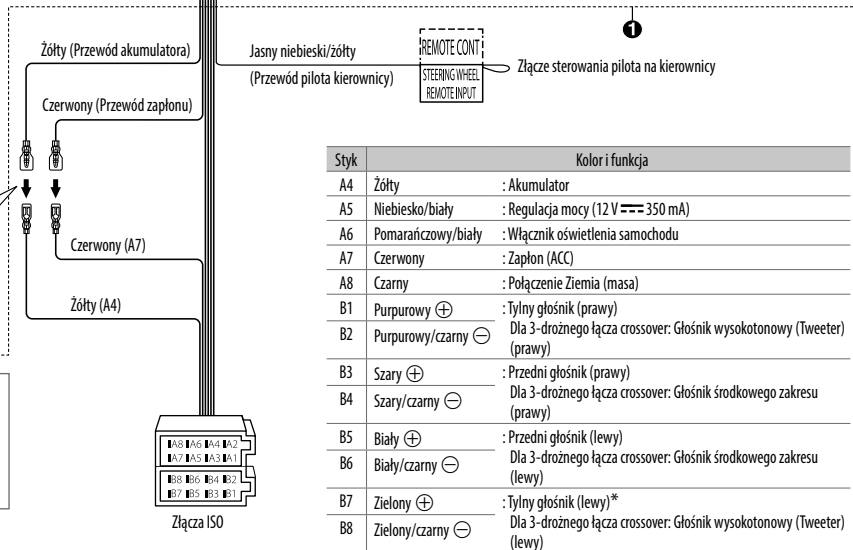 ❶
Żółty (Przewód akumulatora)
Jasny niebieski/żółty
(Przewód pilota kierownicy)
REMOTE CONT
STEERING WHEEL
REMOTE INPUT
Złącze sterowania pilota na kierownicy
Czerwony (Przewód zapłonu)
Czerwony (A7)
Żółty (A4)
A8 A6 A4 A2
A7 A5 A3 A1
B8 B6 B4 B2
B7 B5 B3 B1
Złącza ISO
Styk Kolor i funkcja
A4 Żółty : Akumulator
A5 Niebiesko/biały : Regulacja mocy (12 V ⎓ 350 mA)
A6 Pomarańczowy/biały : Włącznik oświetlenia samochodu
A7 Czerwony : Zapłon (ACC)
A8 Czarny : Połączenie Ziemia (masa)
B1 Purpurowy ⊕ : Tylny głośnik (prawy)
B2 Purpurowy/czarny ⊖ Dla 3-drożnego łącza crossover: Głośnik wysokotonowy (Tweeter)
(prawy)
B3 Szary ⊕ : Przedni głośnik (prawy)
B4 Szary/czarny ⊖ Dla 3-drożnego łącza crossover: Głośnik środkowego zakresu
(prawy)
B5 Biały ⊕ : Przedni głośnik (lewy)
B6 Biały/czarny ⊖ Dla 3-drożnego łącza crossover: Głośnik środkowego zakresu
(lewy)
B7 Zielony ⊕ : Tylny głośnik (lewy)*
B8 Zielony/czarny ⊖ Dla 3-drożnego łącza crossover: Głośnik wysokotonowy (Tweeter)
(lewy)